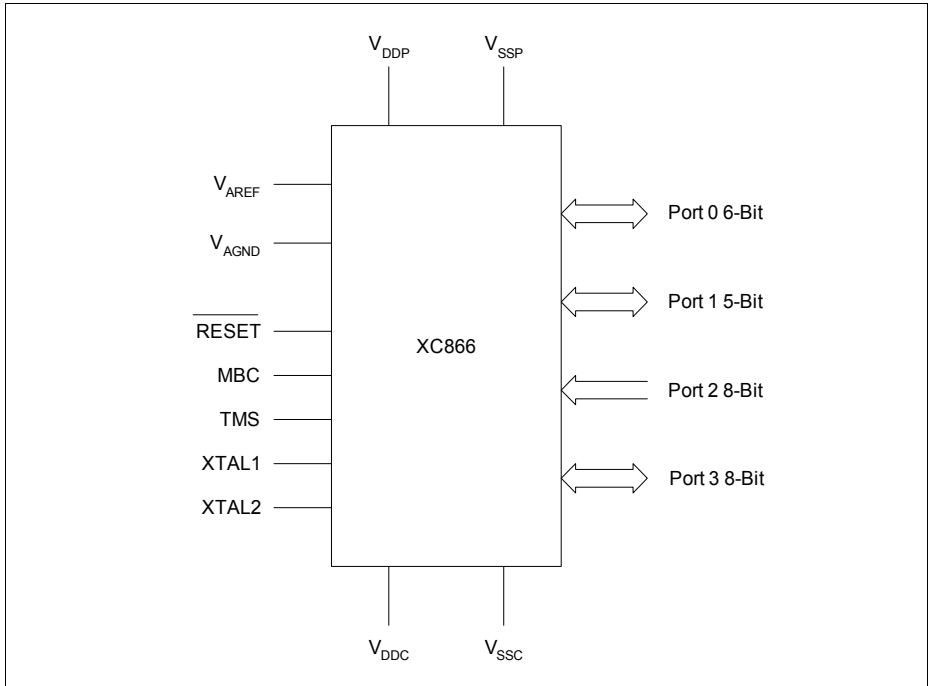 VDDP
VSSP
VAREF
VAGND
RESET
MBC
TMS
XTAL1
XTAL2
XC866
Port 0 6-Bit
Port 1 5-Bit
Port 2 8-Bit
Port 3 8-Bit
VDDC
VSSC